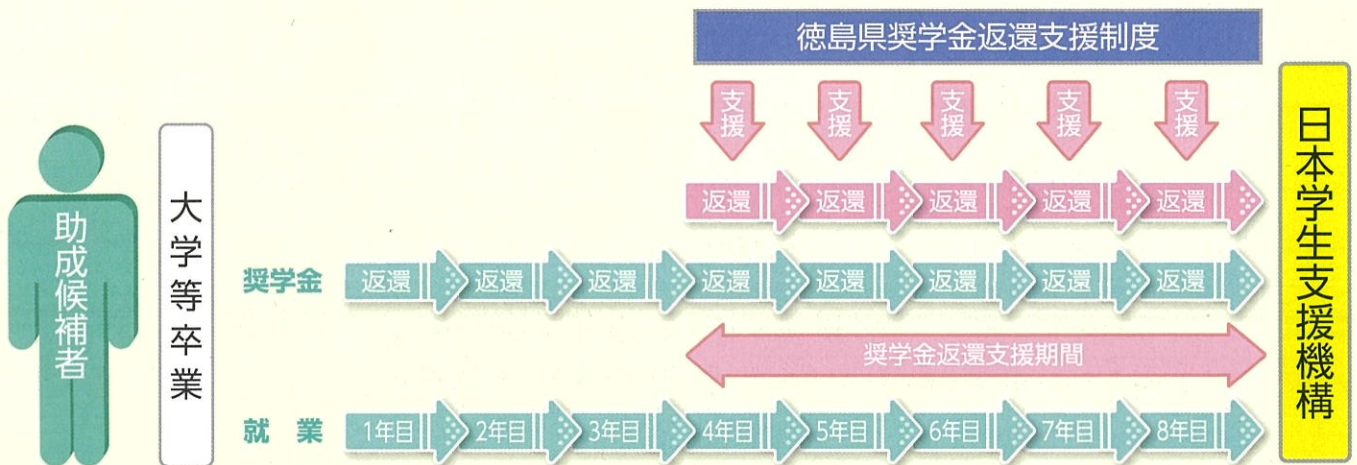 徳島県奨学金返還支援制度
支援 支援 支援 支援 支援
返還 返還 返還 返還 返還
助成候補者
大学等卒業
奨学金 返還 返還 返還 返還 返還 返還 返還 返還
奨学金返還支援期間
就 業 1年目 2年目 3年目 4年目 5年目 6年目 7年目 8年目
日本学生支援機構